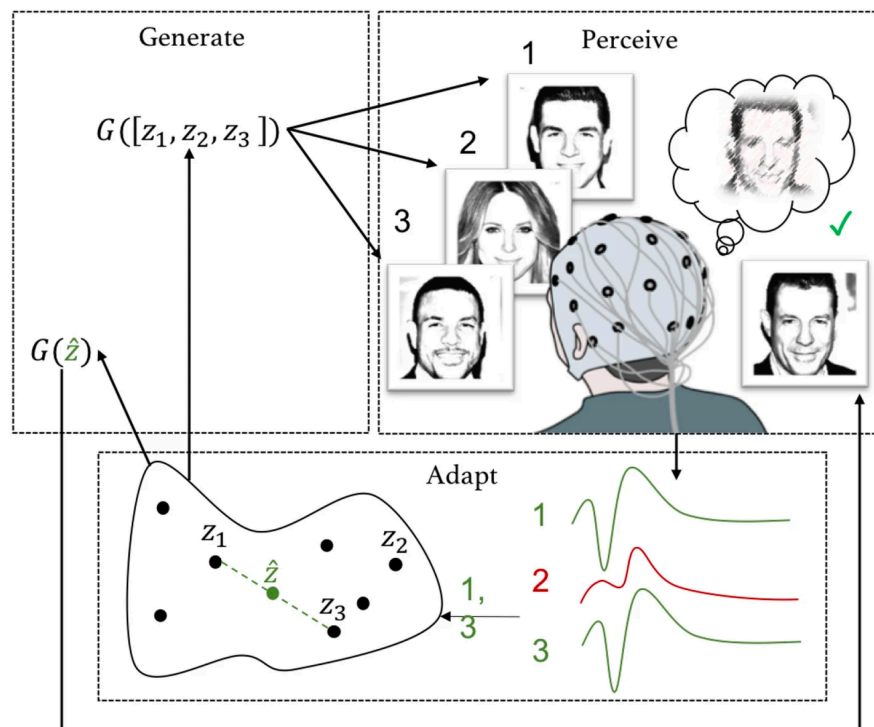 Generate
G([z₁, z₂, z₃ ])
G(ẑ)
Perceive
1
2
3
✓
Adapt
z₁
ẑ
z₂
z₃
1,
3
1
2
3